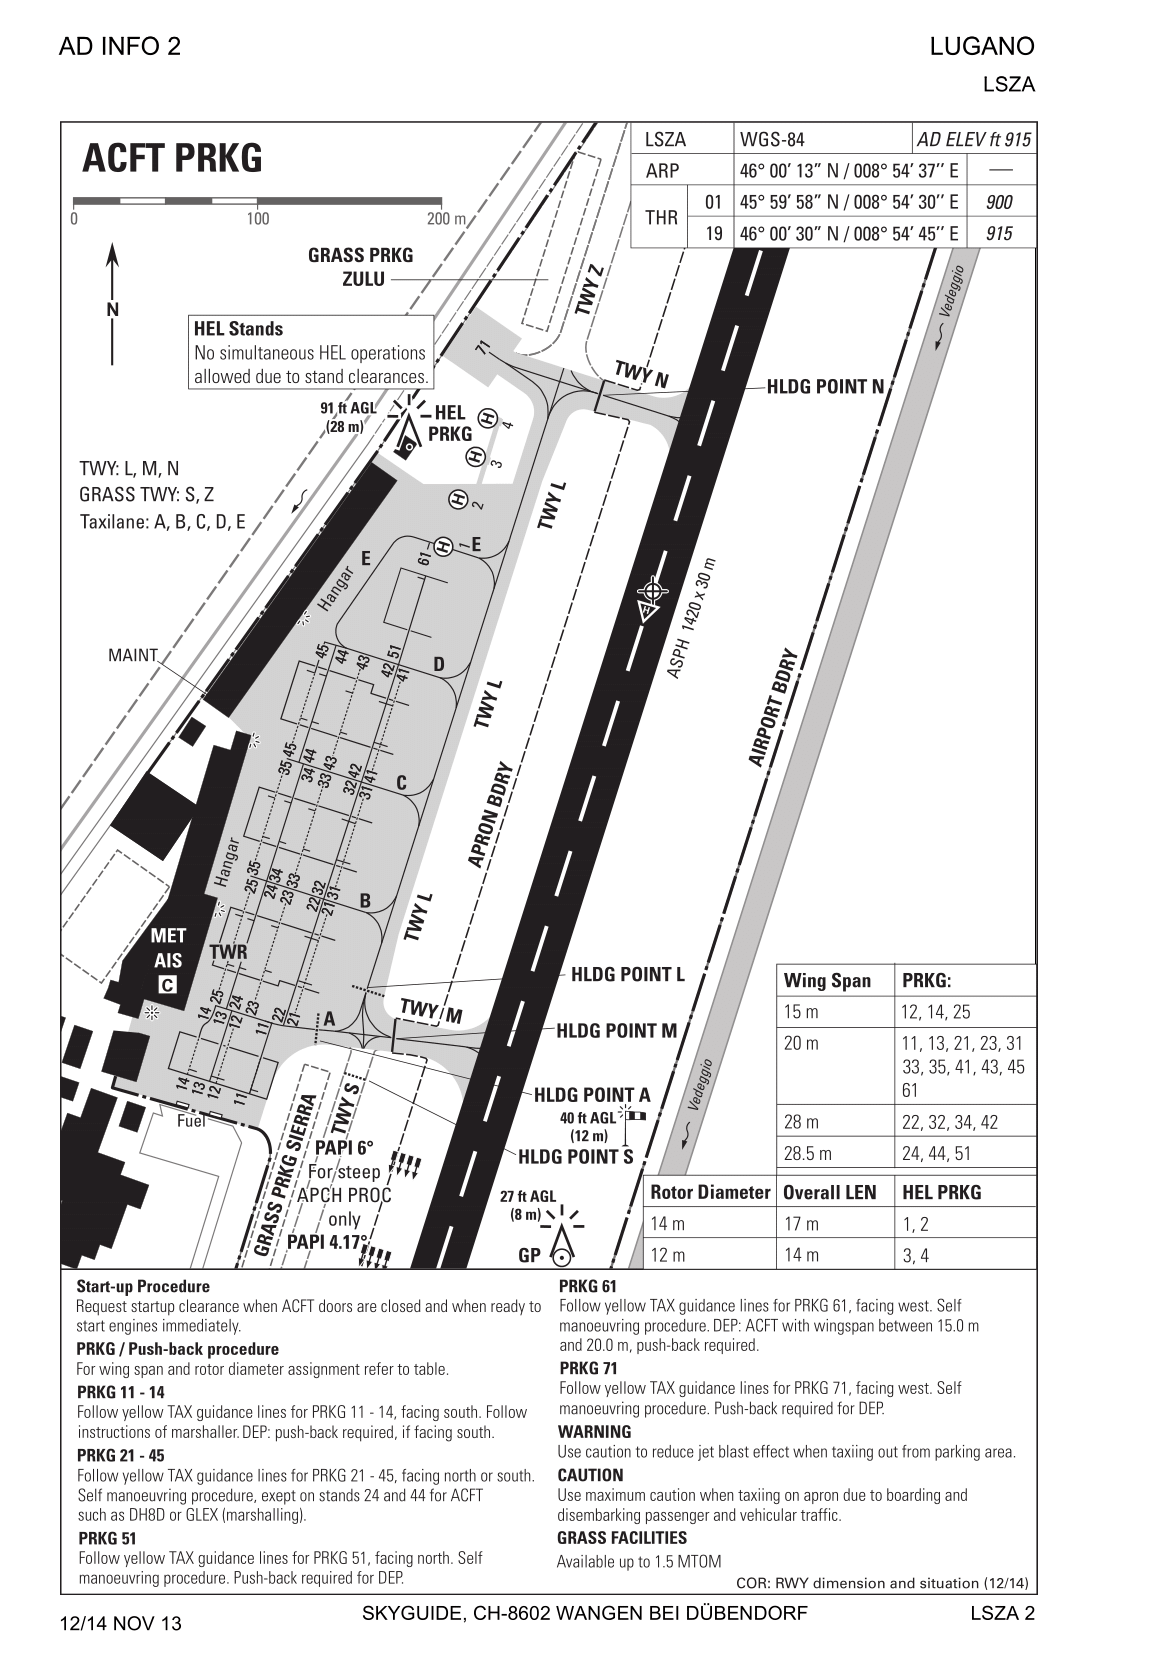 AD INFO 2
LUGANO
LSZA
ACFT PRKG
0 100 200 m
LSZA WGS-84 AD ELEV ft 915
ARP 46° 00′ 13″ N / 008° 54′ 37′′ E —
THR 01 45° 59′ 58″ N / 008° 54′ 30′′ E 900
19 46° 00′ 30″ N / 008° 54′ 45′′ E 915
N
GRASS PRKG
ZULU
TWY Z
Vedeggio
HEL Stands
No simultaneous HEL operations
allowed due to stand clearances.
71
TWY N
HLDG POINT N
91 ft AGL
(28 m)
HEL
PRKG
H 4
H 3
H 2
H 1
TWY: L, M, N
GRASS TWY: S, Z
Taxilane: A, B, C, D, E
TWY L
E
E
61
Hangar
ASPH 1420 x 30 m
MAINT
45 44 43 42 51
41
D
TWY L
AIRPORT BDRY
35 45
34 44
33 43
32 42
31 41
C
APRON BDRY
Hangar
25 35
24 34
23 33
22 32
21 31
B
TWY L
MET
AIS
C
TWR
HLDG POINT L
14 25
13
12 24
23
11 22
21
A
TWY M
HLDG POINT M
14 13 12 11
Fuel
HLDG POINT A
TWY S
GRASS PRKG SIERRA
40 ft AGL
(12 m)
Vedeggio
HLDG POINT S
PAPI 6°
For steep
APCH PROC
only
PAPI 4.17°
27 ft AGL
(8 m)
GP
Wing Span PRKG:
15 m 12, 14, 25
20 m 11, 13, 21, 23, 31
33, 35, 41, 43, 45
61
28 m 22, 32, 34, 42
28.5 m 24, 44, 51
Rotor Diameter Overall LEN HEL PRKG
14 m 17 m 1, 2
12 m 14 m 3, 4
Start-up Procedure
Request startup clearance when ACFT doors are closed and when ready to
start engines immediately.
PRKG / Push-back procedure
For wing span and rotor diameter assignment refer to table.
PRKG 11 - 14
Follow yellow TAX guidance lines for PRKG 11 - 14, facing south. Follow
instructions of marshaller. DEP: push-back required, if facing south.
PRKG 21 - 45
Follow yellow TAX guidance lines for PRKG 21 - 45, facing north or south.
Self manoeuvring procedure, exept on stands 24 and 44 for ACFT
such as DH8D or GLEX (marshalling).
PRKG 51
Follow yellow TAX guidance lines for PRKG 51, facing north. Self
manoeuvring procedure. Push-back required for DEP.
PRKG 61
Follow yellow TAX guidance lines for PRKG 61, facing west. Self
manoeuvring procedure. DEP: ACFT with wingspan between 15.0 m
and 20.0 m, push-back required.
PRKG 71
Follow yellow TAX guidance lines for PRKG 71, facing west. Self
manoeuvring procedure. Push-back required for DEP.
WARNING
Use caution to reduce jet blast effect when taxiing out from parking area.
CAUTION
Use maximum caution when taxiing on apron due to boarding and
disembarking passenger and vehicular traffic.
GRASS FACILITIES
Available up to 1.5 MTOM
COR: RWY dimension and situation (12/14)
12/14 NOV 13
SKYGUIDE, CH-8602 WANGEN BEI DÜBENDORF
LSZA 2